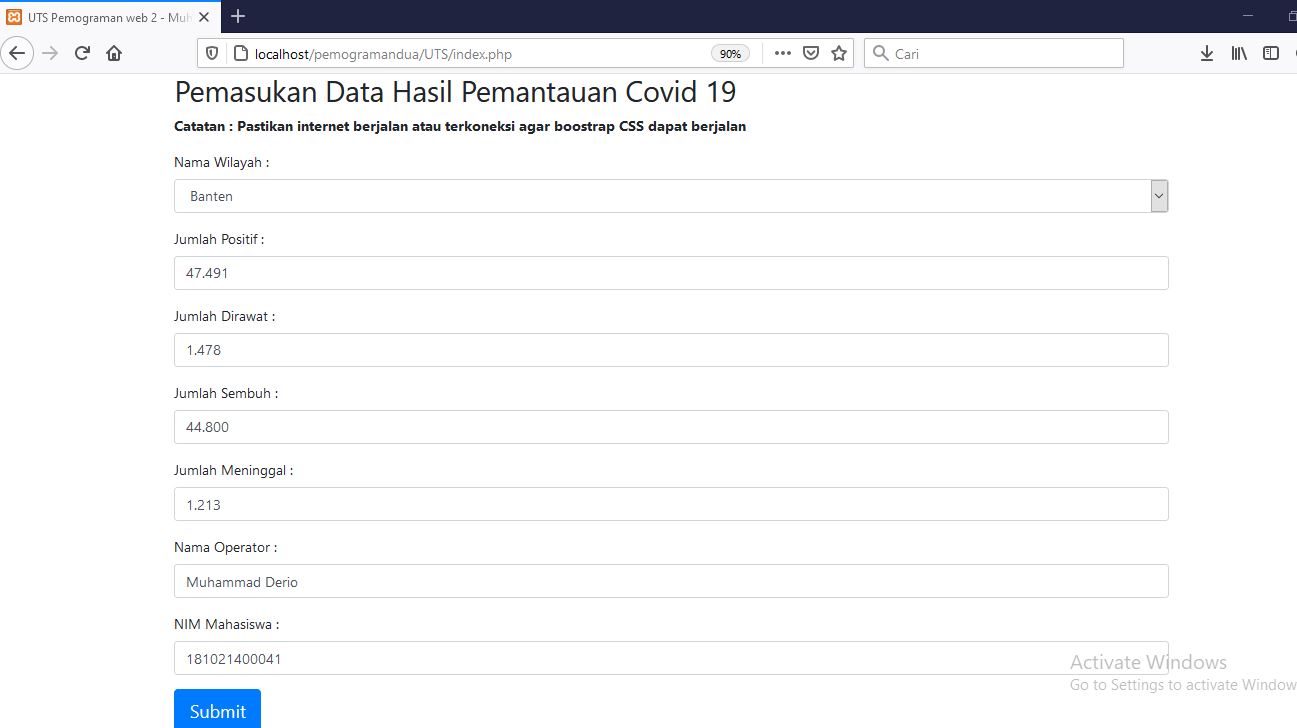 UTS Pemograman web 2 - Muh
localhost/pemogramandua/UTS/index.php
90%
Cari
Pemasukan Data Hasil Pemantauan Covid 19
Catatan : Pastikan internet berjalan atau terkoneksi agar boostrap CSS dapat berjalan
Nama Wilayah :
Banten
Jumlah Positif :
47.491
Jumlah Dirawat :
1.478
Jumlah Sembuh :
44.800
Jumlah Meninggal :
1.213
Nama Operator :
Muhammad Derio
NIM Mahasiswa :
181021400041
Activate Windows
Go to Settings to activate Window
Submit